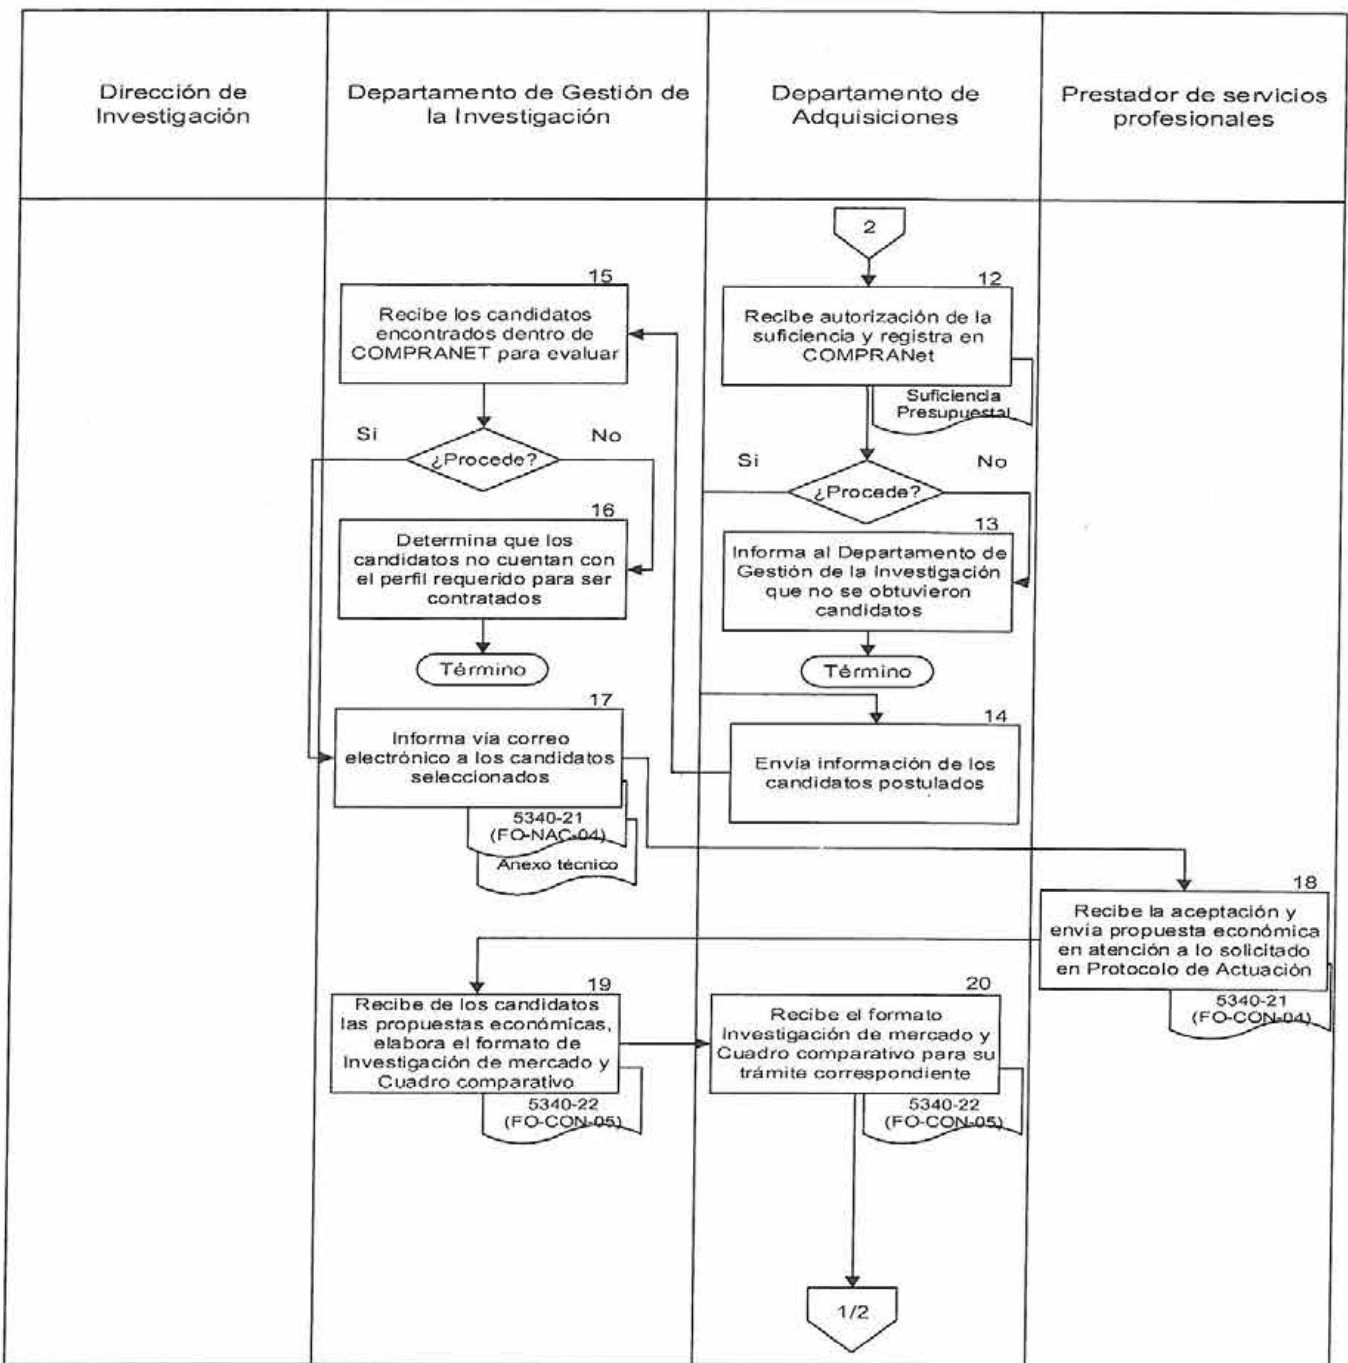 Dirección de
Investigación
Departamento de Gestión de
la Investigación
Departamento de
Adquisiciones
Prestador de servicios
profesionales
2
12
Recibe autorización de la
suficiencia y registra en
COMPRANet
Suficiencia
Presupuestal
Si
No
¿Procede?
13
Informa al Departamento de
Gestión de la Investigación
que no se obtuvieron
candidatos
Término
14
Envía información de los
candidatos postulados
15
Recibe los candidatos
encontrados dentro de
COMPRANET para evaluar
Si
No
¿Procede?
16
Determina que los
candidatos no cuentan con
el perfil requerido para ser
contratados
Término
17
Informa vía correo
electrónico a los candidatos
seleccionados
5340-21
(FO-NAC-04)
Anexo técnico
18
Recibe la aceptación y
envía propuesta económica
en atención a lo solicitado
en Protocolo de Actuación
5340-21
(FO-CON-04)
19
Recibe de los candidatos
las propuestas económicas,
elabora el formato de
Investigación de mercado y
Cuadro comparativo
5340-22
(FO-CON-05)
20
Recibe el formato
Investigación de mercado y
Cuadro comparativo para su
trámite correspondiente
5340-22
(FO-CON-05)
1/2